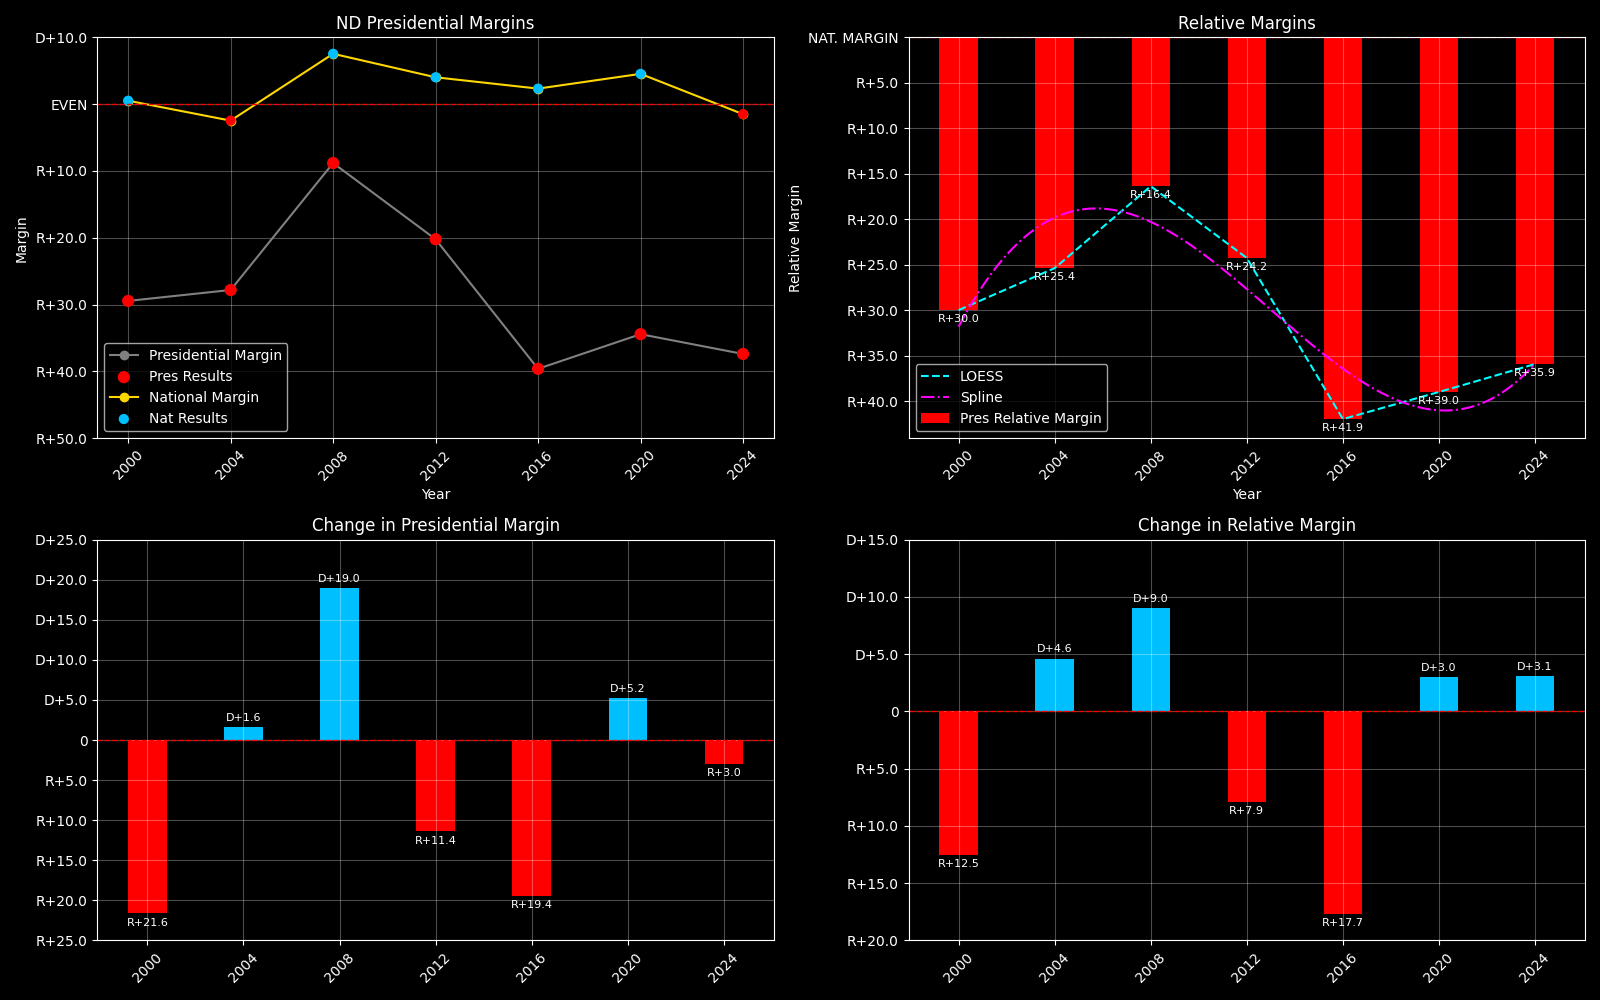 ND Presidential Margins
D+10.0
EVEN
R+10.0
R+20.0
R+30.0
R+40.0
R+50.0
Margin
Presidential Margin
Pres Results
National Margin
Nat Results
2000
2004
2008
2012
2016
2020
2024
Year
Relative Margins
NAT. MARGIN
R+5.0
R+10.0
R+15.0
R+20.0
R+25.0
R+30.0
R+35.0
R+40.0
Relative Margin
R+30.0
R+25.4
R+16.4
R+24.2
R+41.9
R+39.0
R+35.9
LOESS
Spline
Pres Relative Margin
2000
2004
2008
2012
2016
2020
2024
Year
Change in Presidential Margin
D+25.0
D+20.0
D+15.0
D+10.0
D+5.0
0
R+5.0
R+10.0
R+15.0
R+20.0
R+25.0
R+21.6
D+1.6
D+19.0
R+11.4
R+19.4
D+5.2
R+3.0
2000
2004
2008
2012
2016
2020
2024
Change in Relative Margin
D+15.0
D+10.0
D+5.0
0
R+5.0
R+10.0
R+15.0
R+20.0
R+12.5
D+4.6
D+9.0
R+7.9
R+17.7
D+3.0
D+3.1
2000
2004
2008
2012
2016
2020
2024